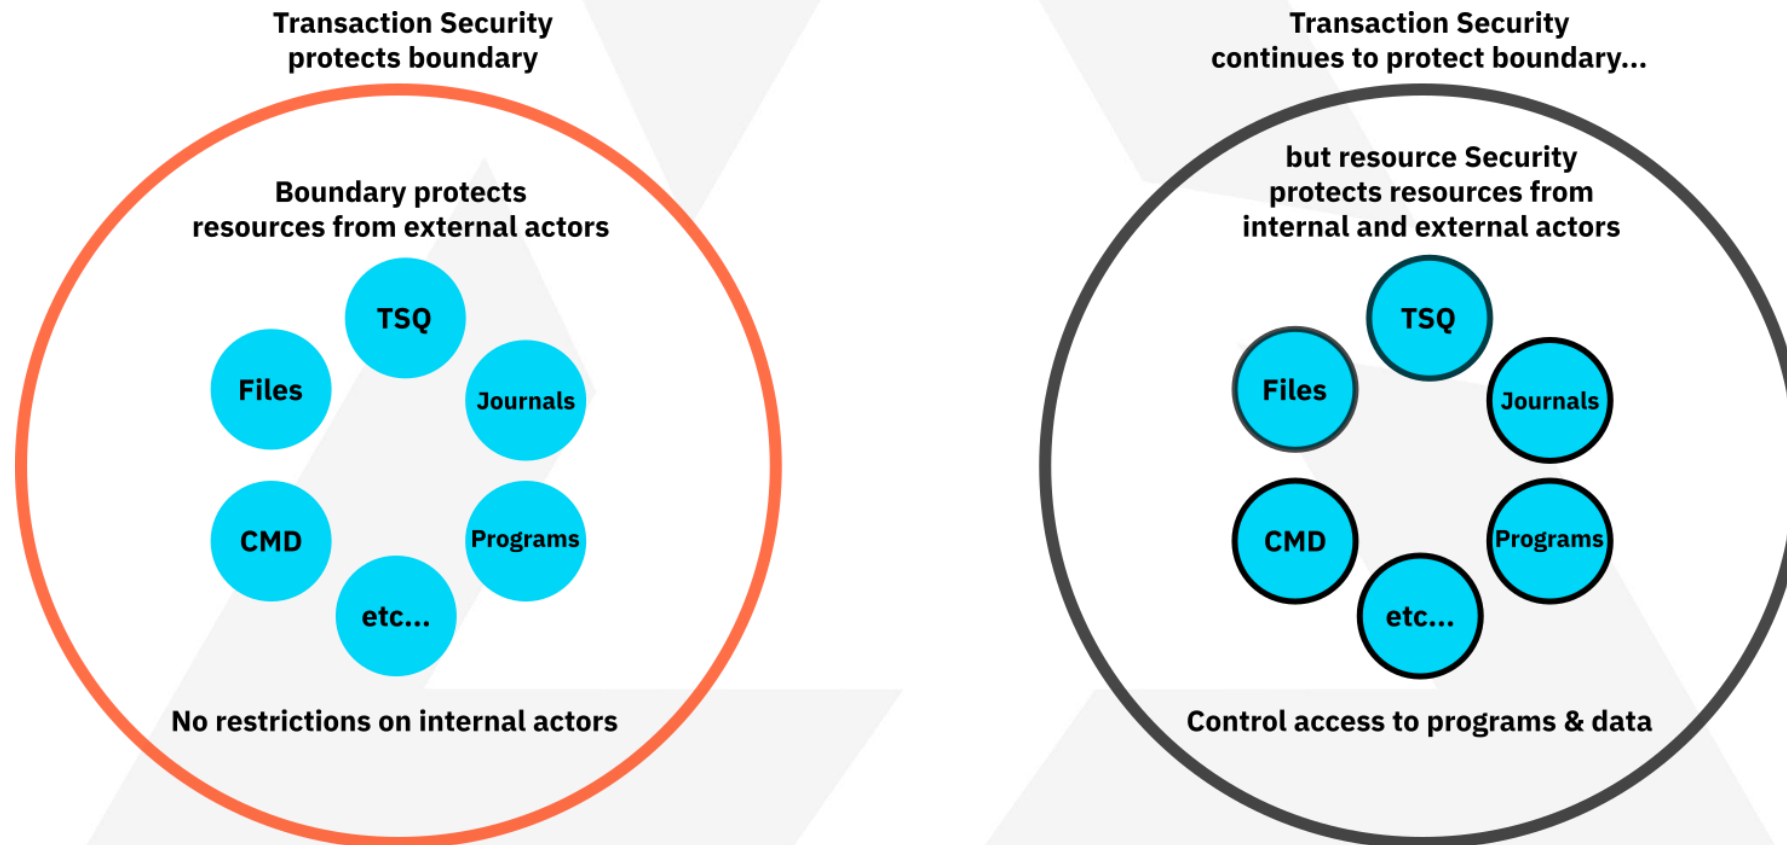 Transaction Security
protects boundary
Boundary protects
resources from external actors
TSQ
Files
Journals
CMD
Programs
etc...
No restrictions on internal actors
Transaction Security
continues to protect boundary...
but resource Security
protects resources from
internal and external actors
TSQ
Files
Journals
CMD
Programs
etc...
Control access to programs & data